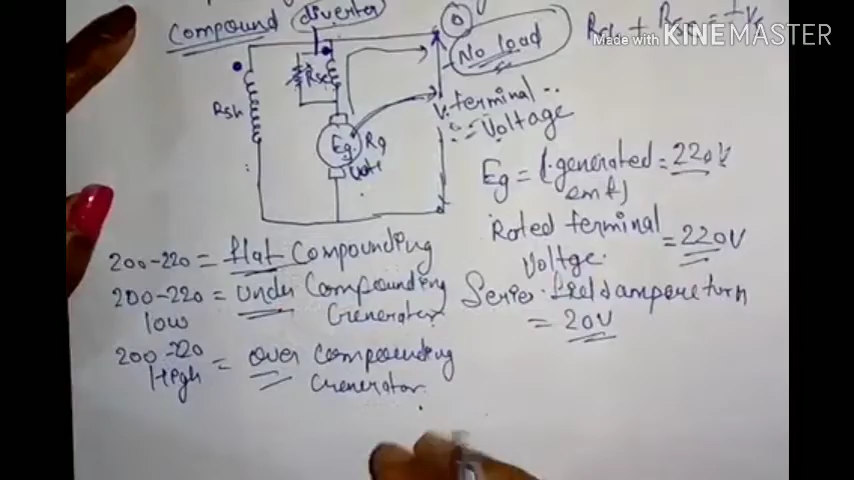 diverter
Compound
Rsh
Rse
No load
Made with KINEMASTER
V. terminal
Voltage
Eg
Ra
Eg = (generated = 220V
emf)
Rated terminal
= 220V
Voltge.
200-220 = flat Compounding
200-220 = under Compounding
low
Generator
Series field ampere turn
= 20V
200-220
High
= over Compounding
Generator.